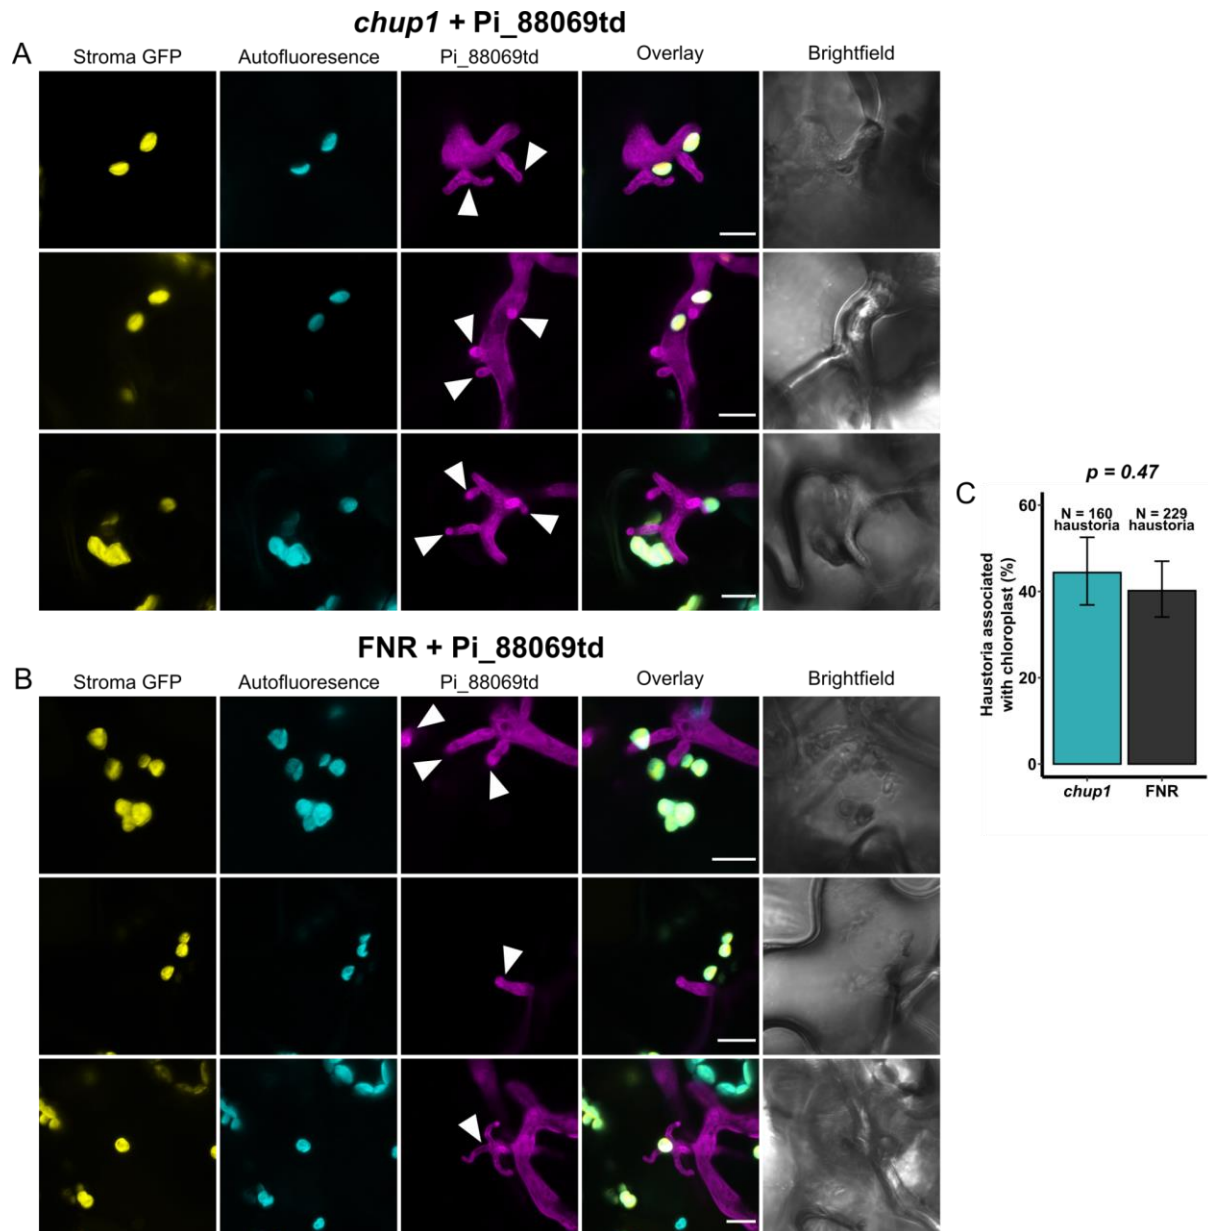 chup1 + Pi_88069td
A
Stroma GFP
Autofluoresence
Pi_88069td
Overlay
Brightfield
FNR + Pi_88069td
B
Stroma GFP
Autofluoresence
Pi_88069td
Overlay
Brightfield
C
p = 0.47
N = 160
haustoria
N = 229
haustoria
Haustoria associated
with chloroplast (%)
60
40
20
0
chup1
FNR